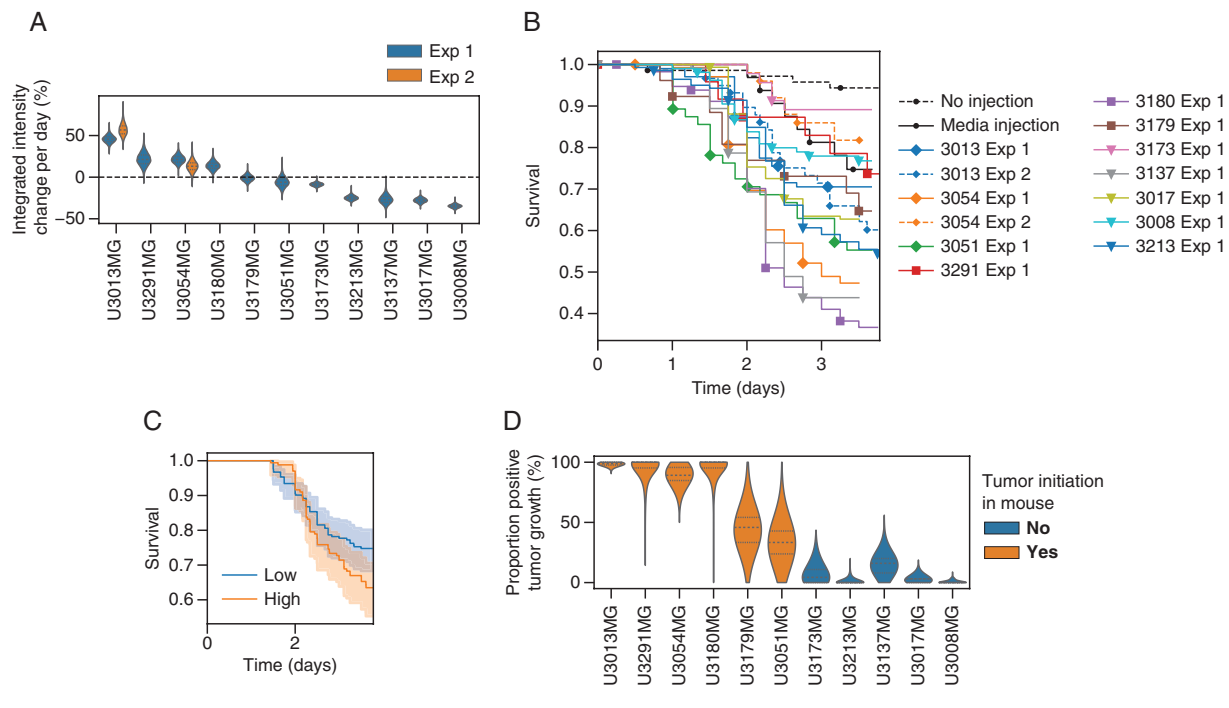 A
Exp 1
Exp 2
Integrated intensity
change per day (%)
50
0
−50
U3013MG
U3291MG
U3054MG
U3180MG
U3179MG
U3051MG
U3173MG
U3213MG
U3137MG
U3017MG
U3008MG
B
Survival
1.0
0.9
0.8
0.7
0.6
0.5
0.4
0
1
2
3
Time (days)
No injection
Media injection
3013 Exp 1
3013 Exp 2
3054 Exp 1
3054 Exp 2
3051 Exp 1
3291 Exp 1
3180 Exp 1
3179 Exp 1
3173 Exp 1
3137 Exp 1
3017 Exp 1
3008 Exp 1
3213 Exp 1
C
Survival
1.0
0.9
0.8
0.7
0.6
Low
High
0
2
Time (days)
D
Proportion positive
tumor growth (%)
100
50
0
U3013MG
U3291MG
U3054MG
U3180MG
U3179MG
U3051MG
U3173MG
U3213MG
U3137MG
U3017MG
U3008MG
Tumor initiation
in mouse
No
Yes